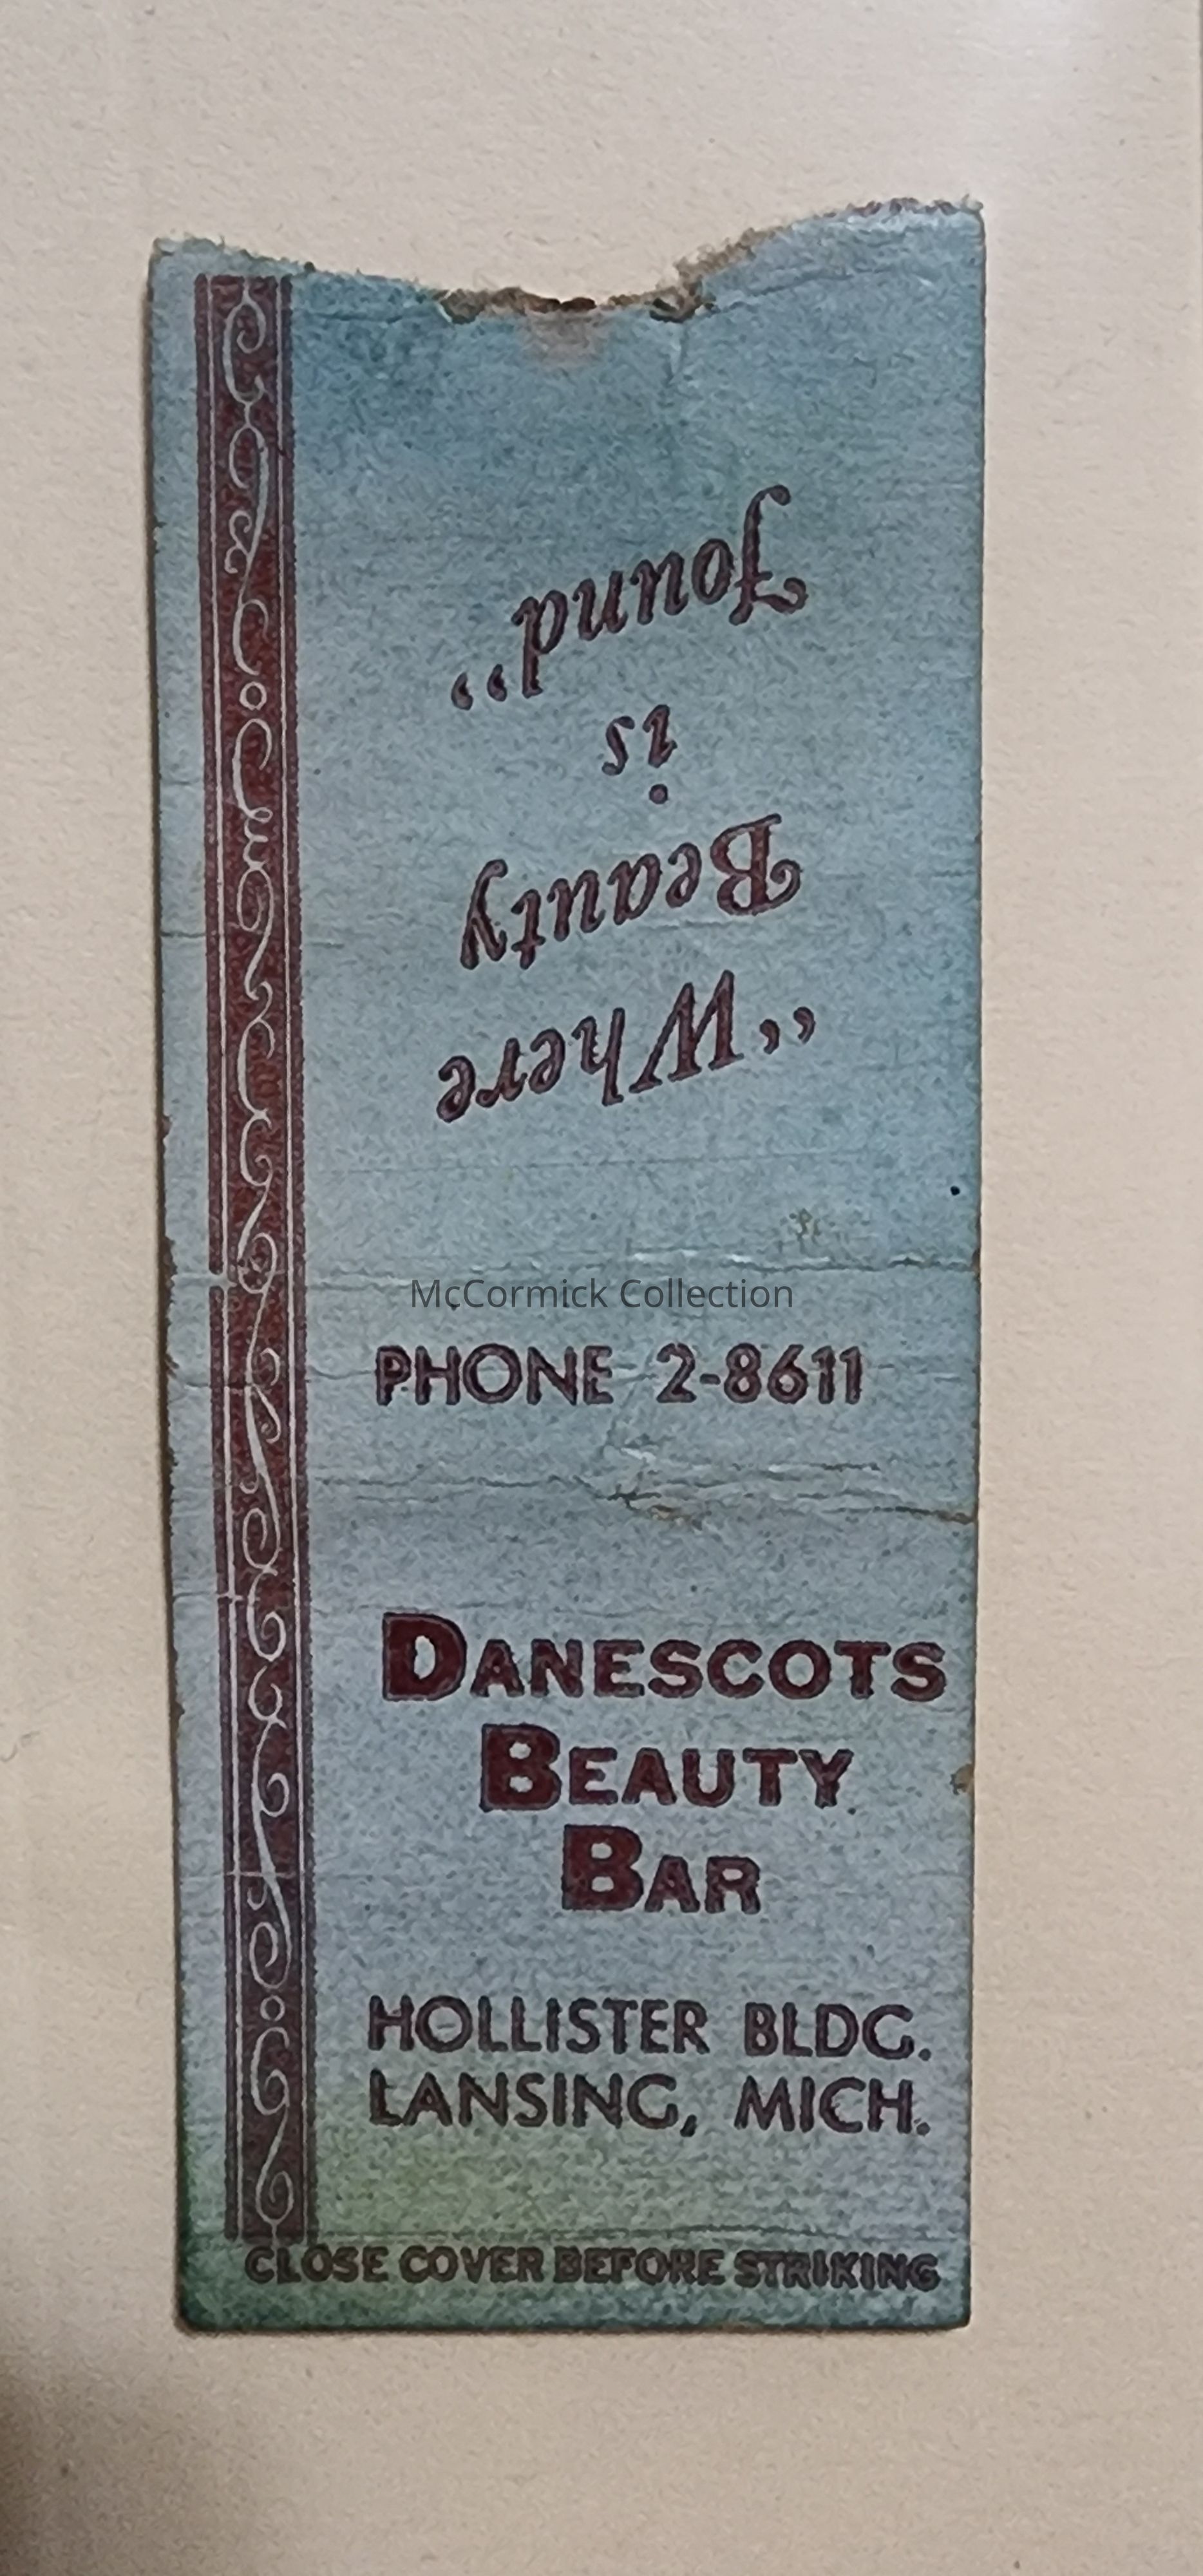 "Where
Beauty
is
Found"
McCormick Collection
PHONE 2-8611
DANESCOTS
BEAUTY
BAR
HOLLISTER BLDG.
LANSING, MICH.
CLOSE COVER BEFORE STRIKING